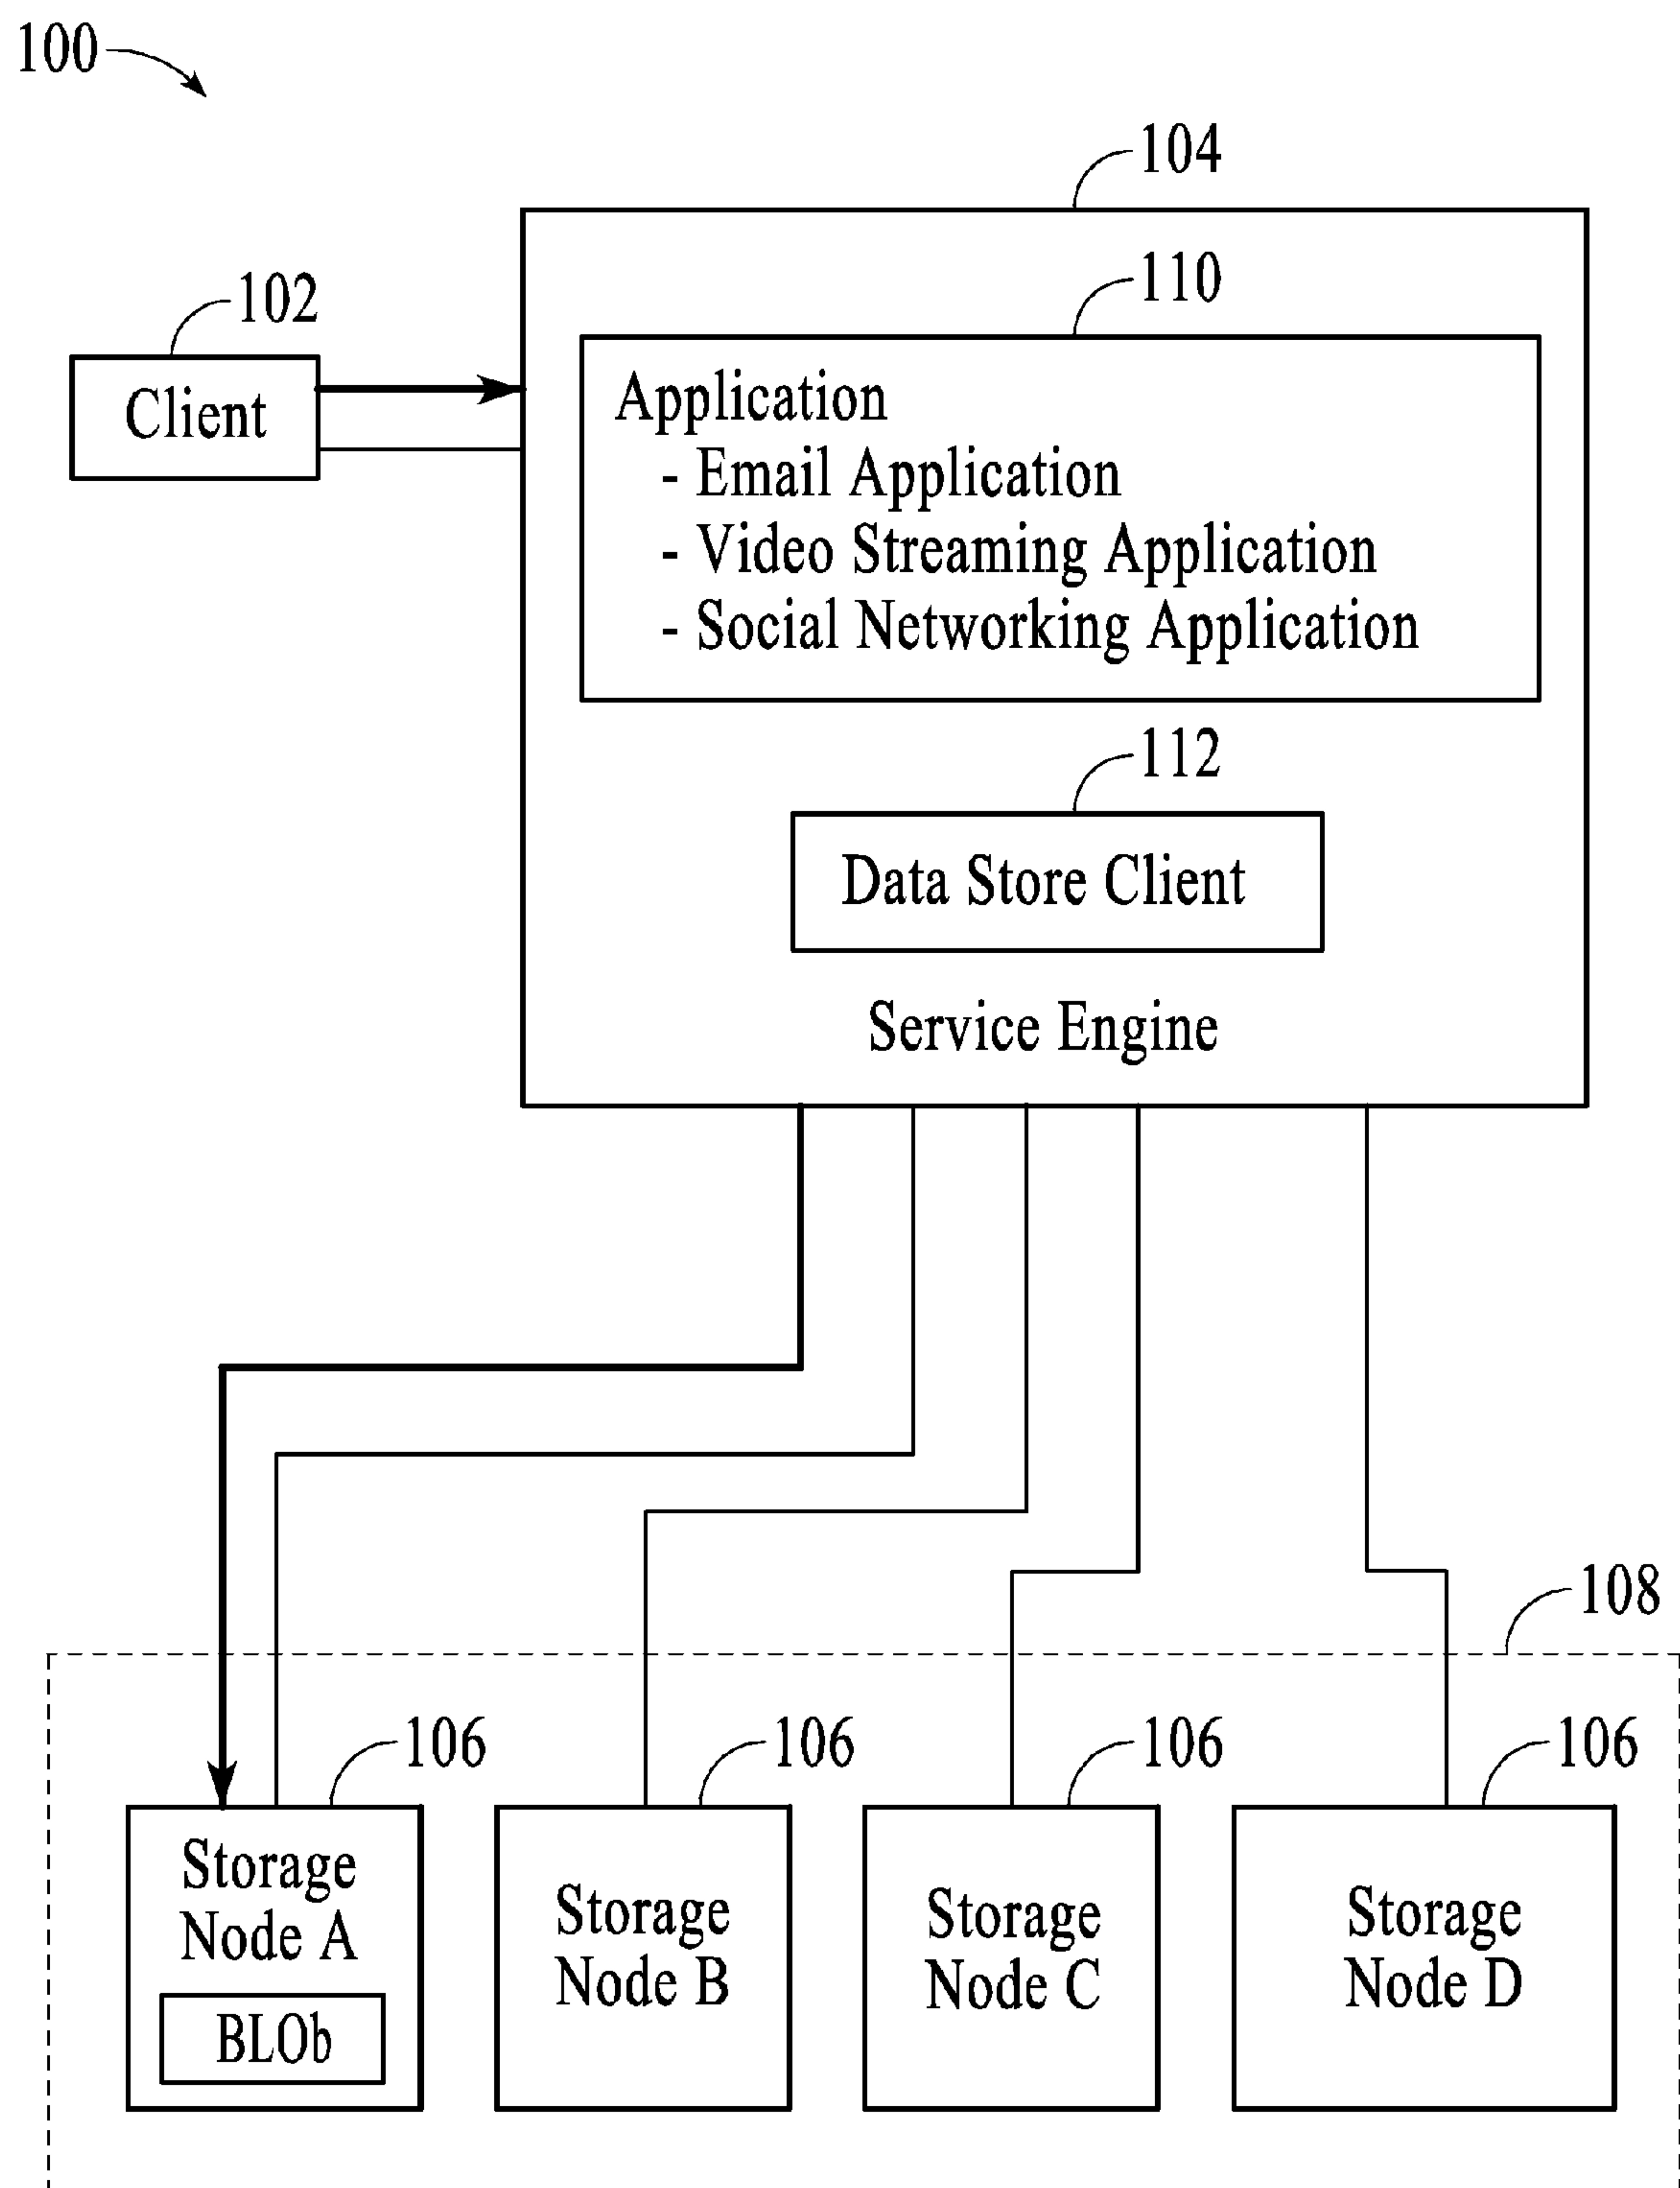 100
104
110
102
Client
Application
- Email Application
- Video Streaming Application
- Social Networking Application
112
Data Store Client
Service Engine
108
106
106
106
106
Storage
Node A
BLOb
Storage
Node B
Storage
Node C
Storage
Node D